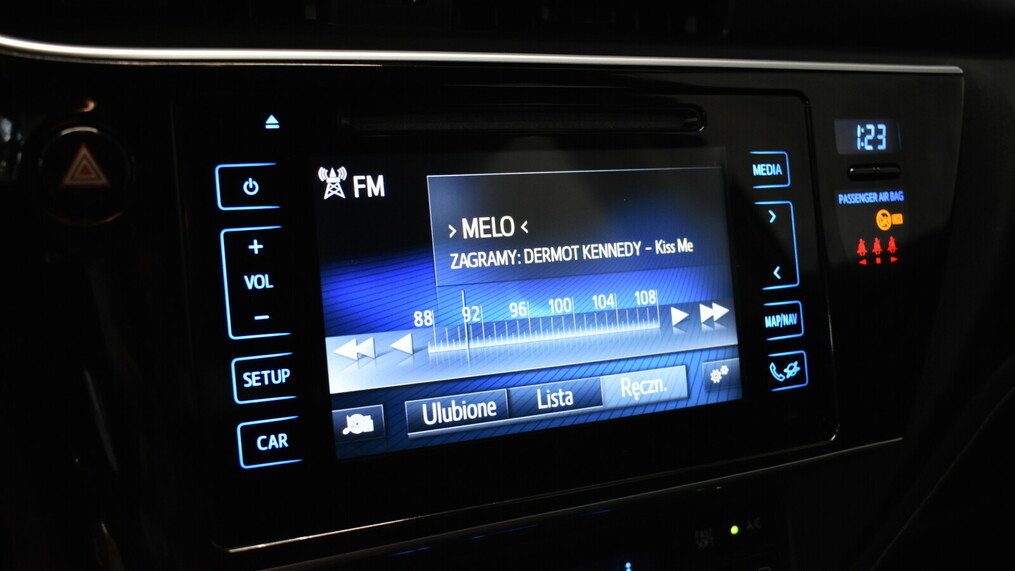 FM
> MELO <
ZAGRAMY: DERMOT KENNEDY - Kiss Me
88 92 96 100 104 108
Ulubione Lista Ręczn.
+
VOL
−
SETUP
CAR
MEDIA
>
<
MAP/NAV
1:23
PASSENGER AIR BAG
A/C